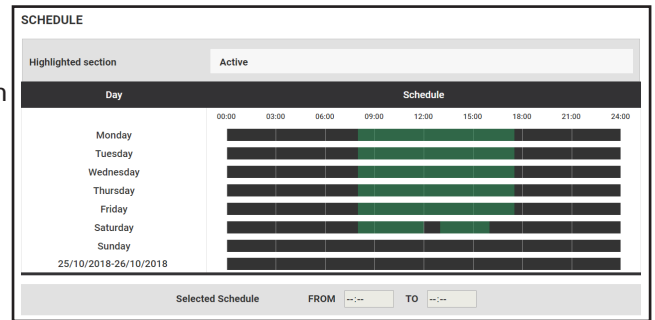 SCHEDULE
Highlighted section Active
Day Schedule
00:00 03:00 06:00 09:00 12:00 15:00 18:00 21:00 24:00
Monday
Tuesday
Wednesday
Thursday
Friday
Saturday
Sunday
25/10/2018-26/10/2018
Selected Schedule FROM --:-- TO --:--